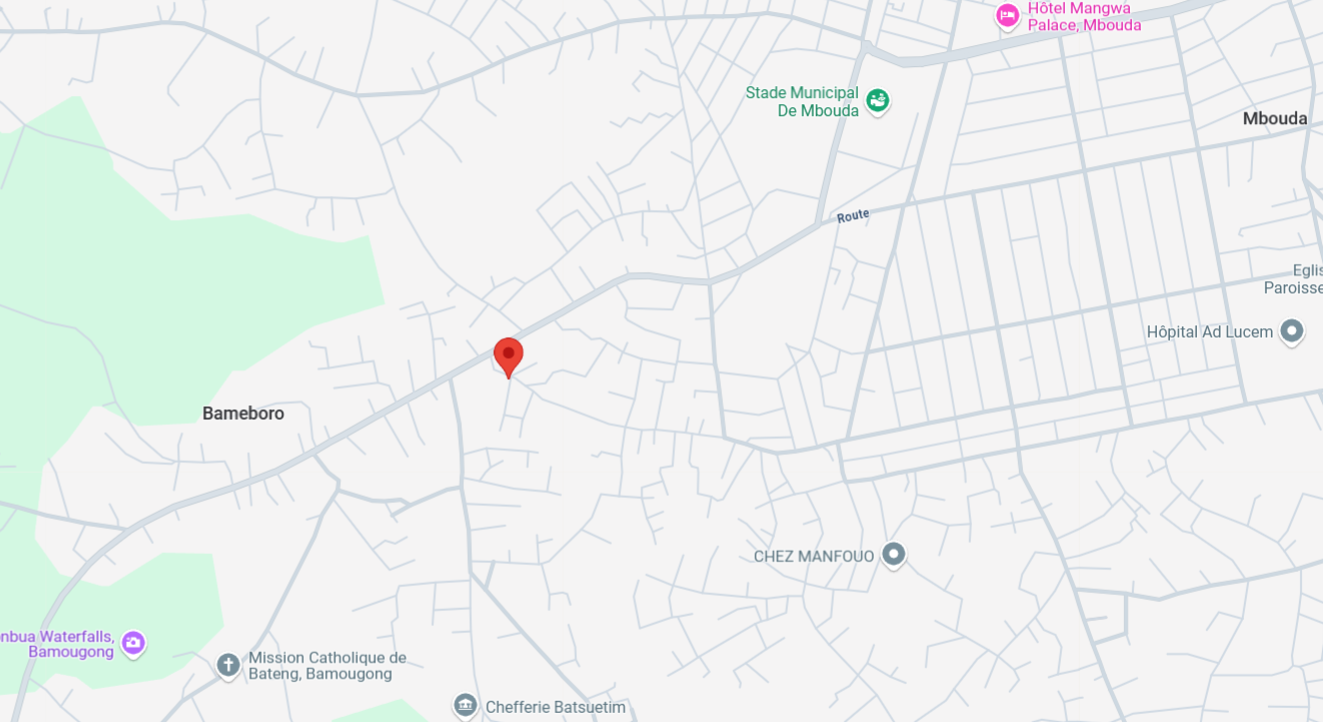 Hôtel Mangwa
Palace, Mbouda
Stade Municipal
De Mbouda
Mbouda
Route
Eglis
Paroisse
Hôpital Ad Lucem
Bameboro
CHEZ MANFOUO
nbua Waterfalls,
Bamougong
Mission Catholique de
Bateng, Bamougong
Chefferie Batsuetim